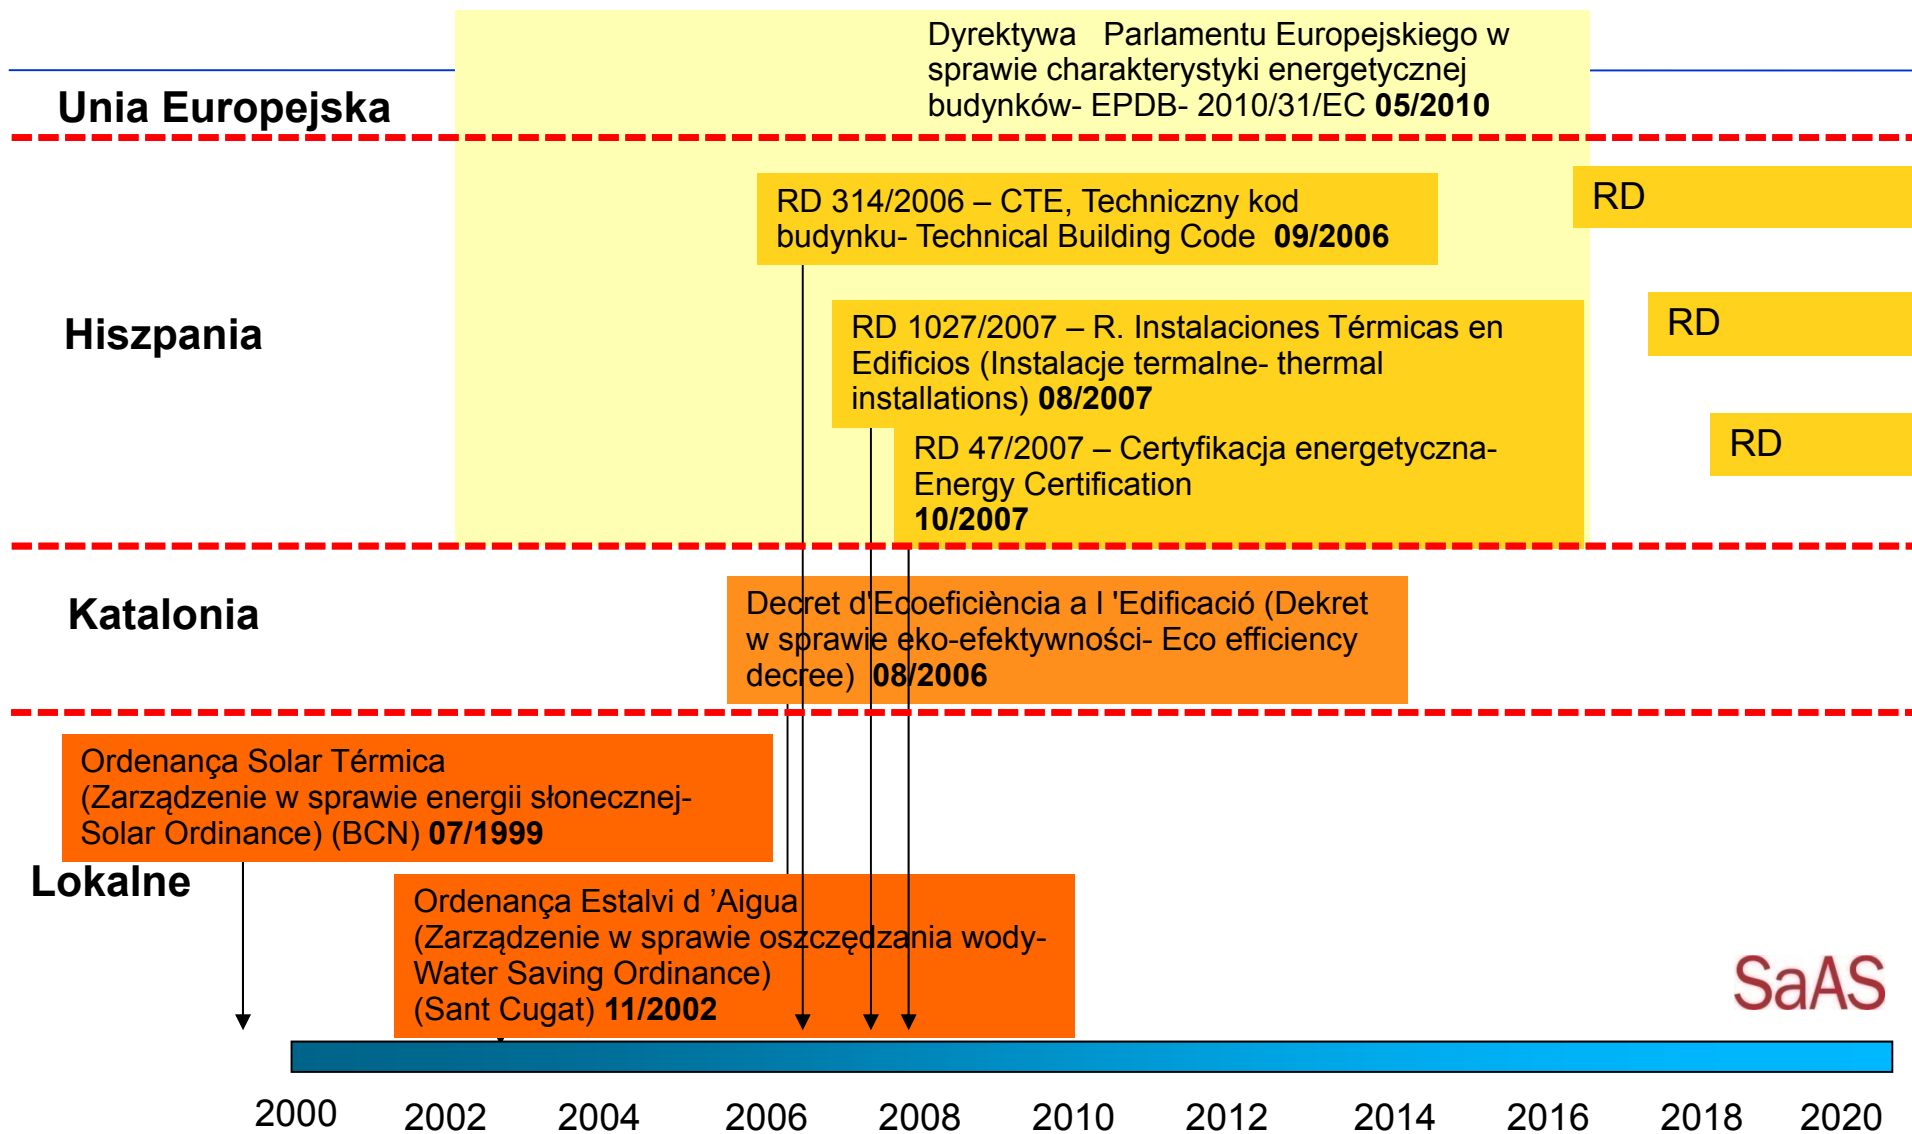 Dyrektywa Parlamentu Europejskiego w
sprawie charakterystyki energetycznej
budynków- EPDB- 2010/31/EC 05/2010
Unia Europejska
RD 314/2006 – CTE, Techniczny kod
budynku- Technical Building Code 09/2006
RD
Hiszpania
RD 1027/2007 – R. Instalaciones Térmicas en
Edificios (Instalacje termalne- thermal
installations) 08/2007
RD
RD 47/2007 – Certyfikacja energetyczna-
Energy Certification
10/2007
RD
Katalonia
Decret d'Ecoeficiència a l 'Edificació (Dekret
w sprawie eko-efektywności- Eco efficiency
decree) 08/2006
Ordenança Solar Térmica
(Zarządzenie w sprawie energii słonecznej-
Solar Ordinance) (BCN) 07/1999
Lokalne
Ordenança Estalvi d ’Aigua
(Zarządzenie w sprawie oszczędzania wody-
Water Saving Ordinance)
(Sant Cugat) 11/2002
SaAS
2000 2002 2004 2006 2008 2010 2012 2014 2016 2018 2020